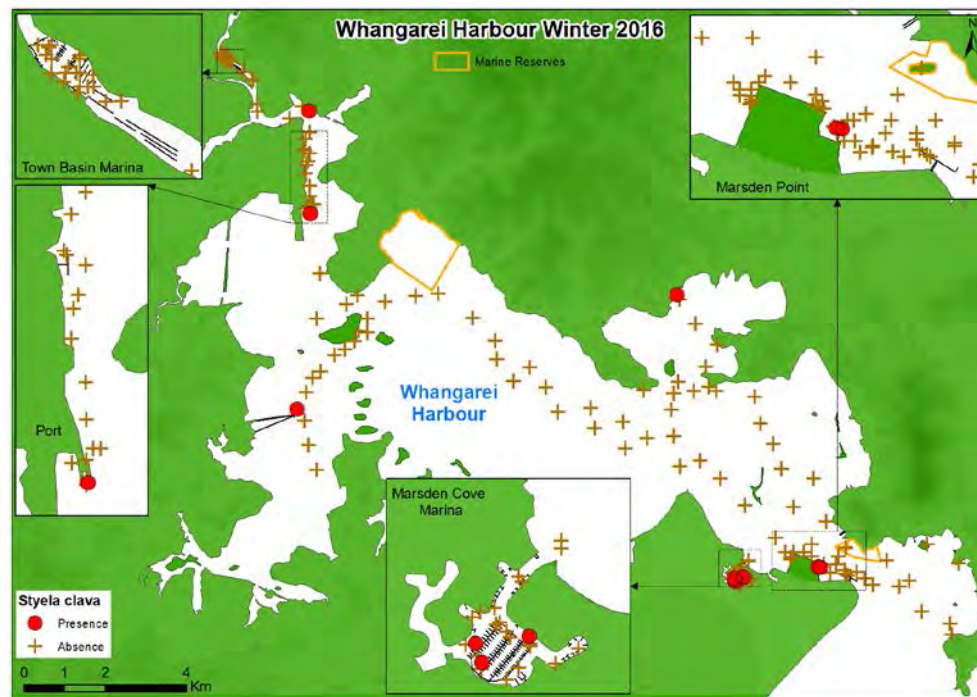 Whangarei Harbour Winter 2016
Marine Reserves
N
Town Basin Marina
Marsden Point
Port
Whangarei
Harbour
Marsden Cove
Marina
Styela clava
Presence
Absence
0 1 2 4
Km